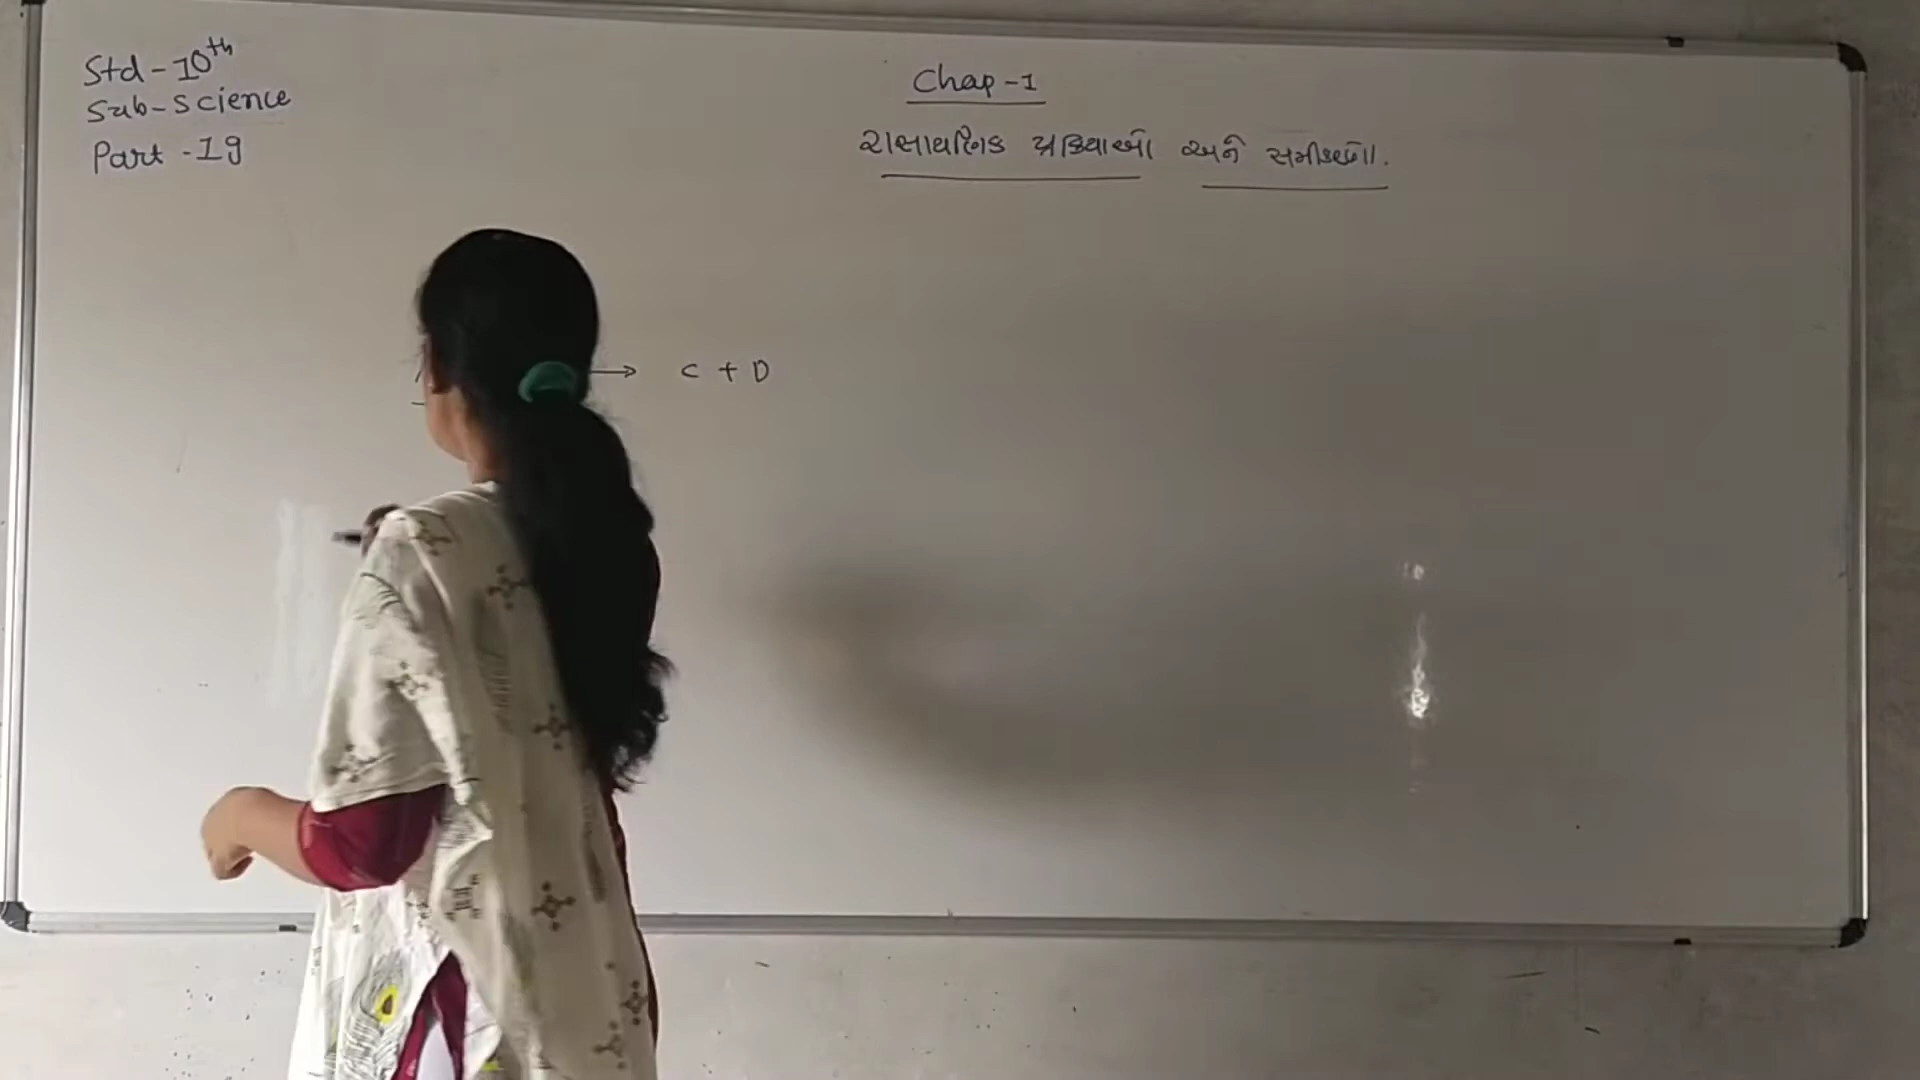 Std-10th
Sub-Science
Part-19
Chap-1
રાસાયણિક પ્રક્રિયાઓ અને સમીકરણો.
→ C + D